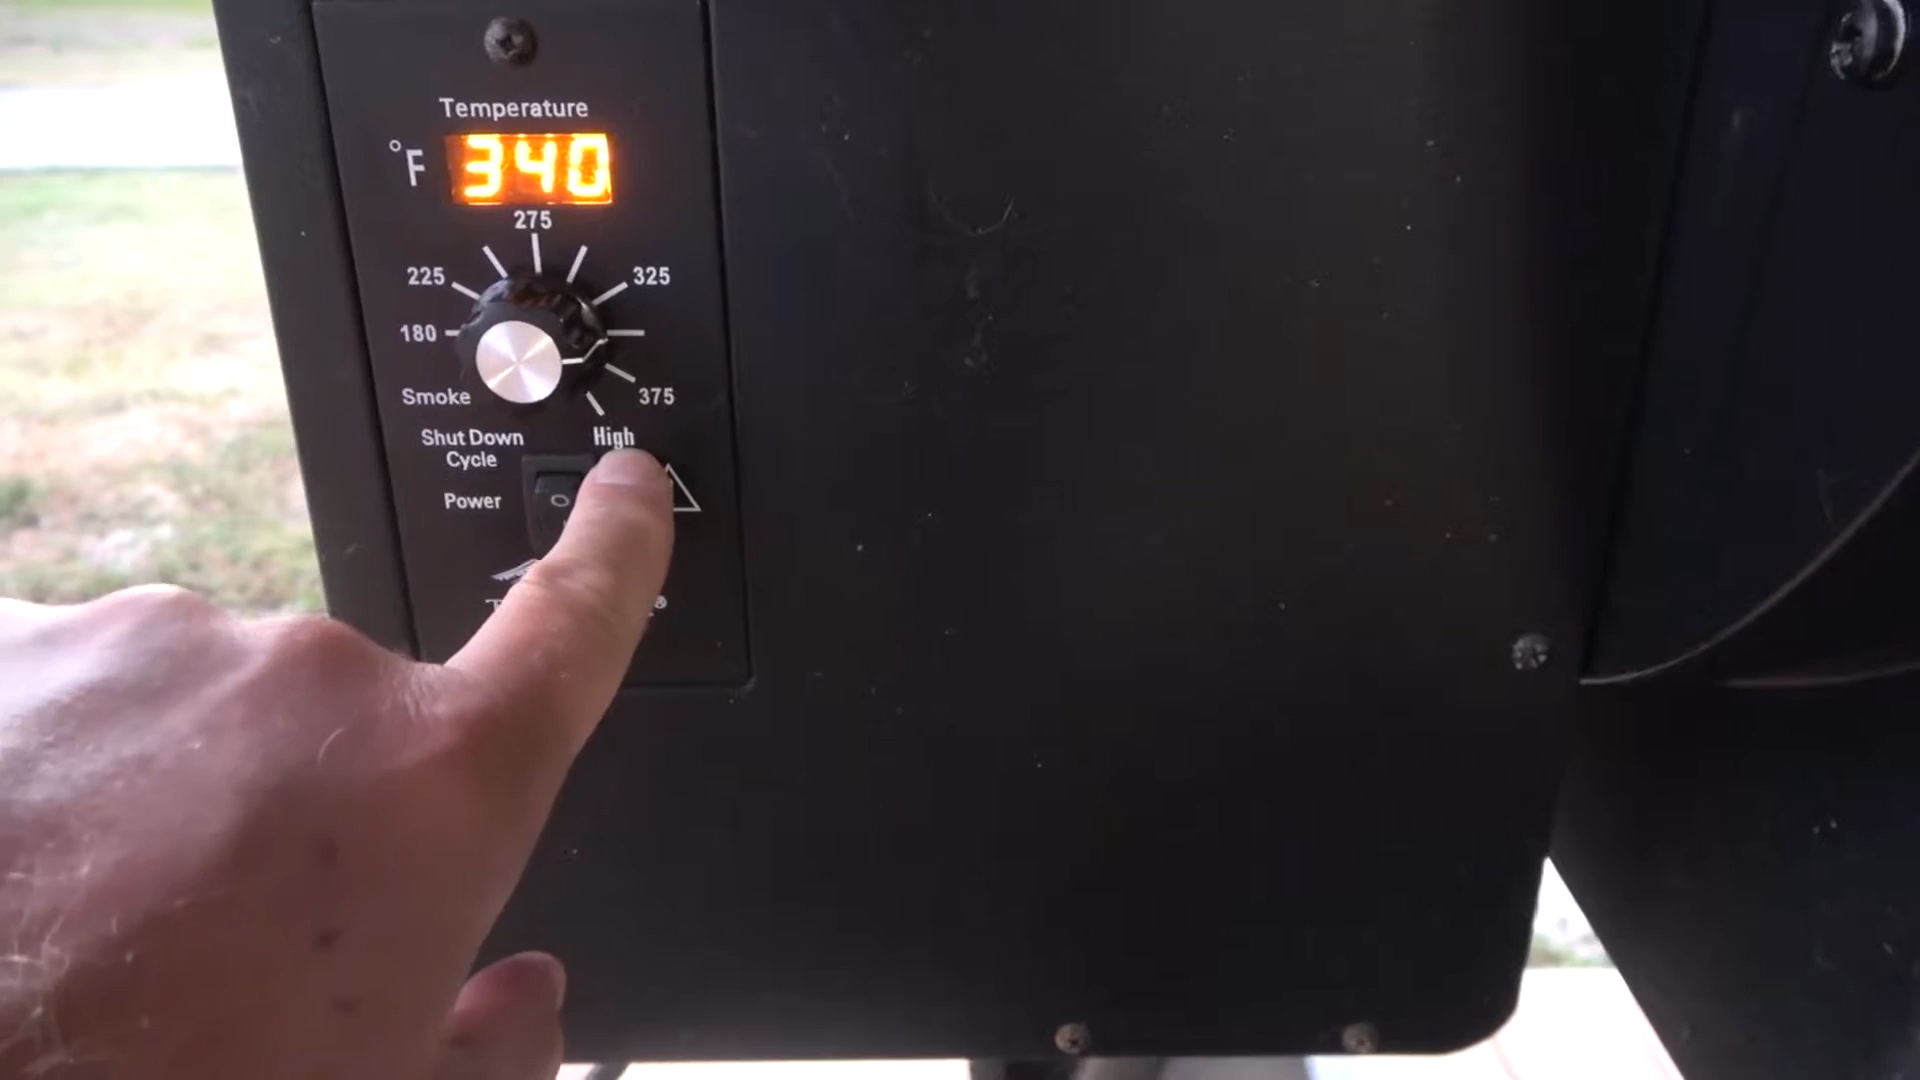 Temperature
°F 340
275
225 325
180
Smoke 375
Shut Down High
Cycle
Power O